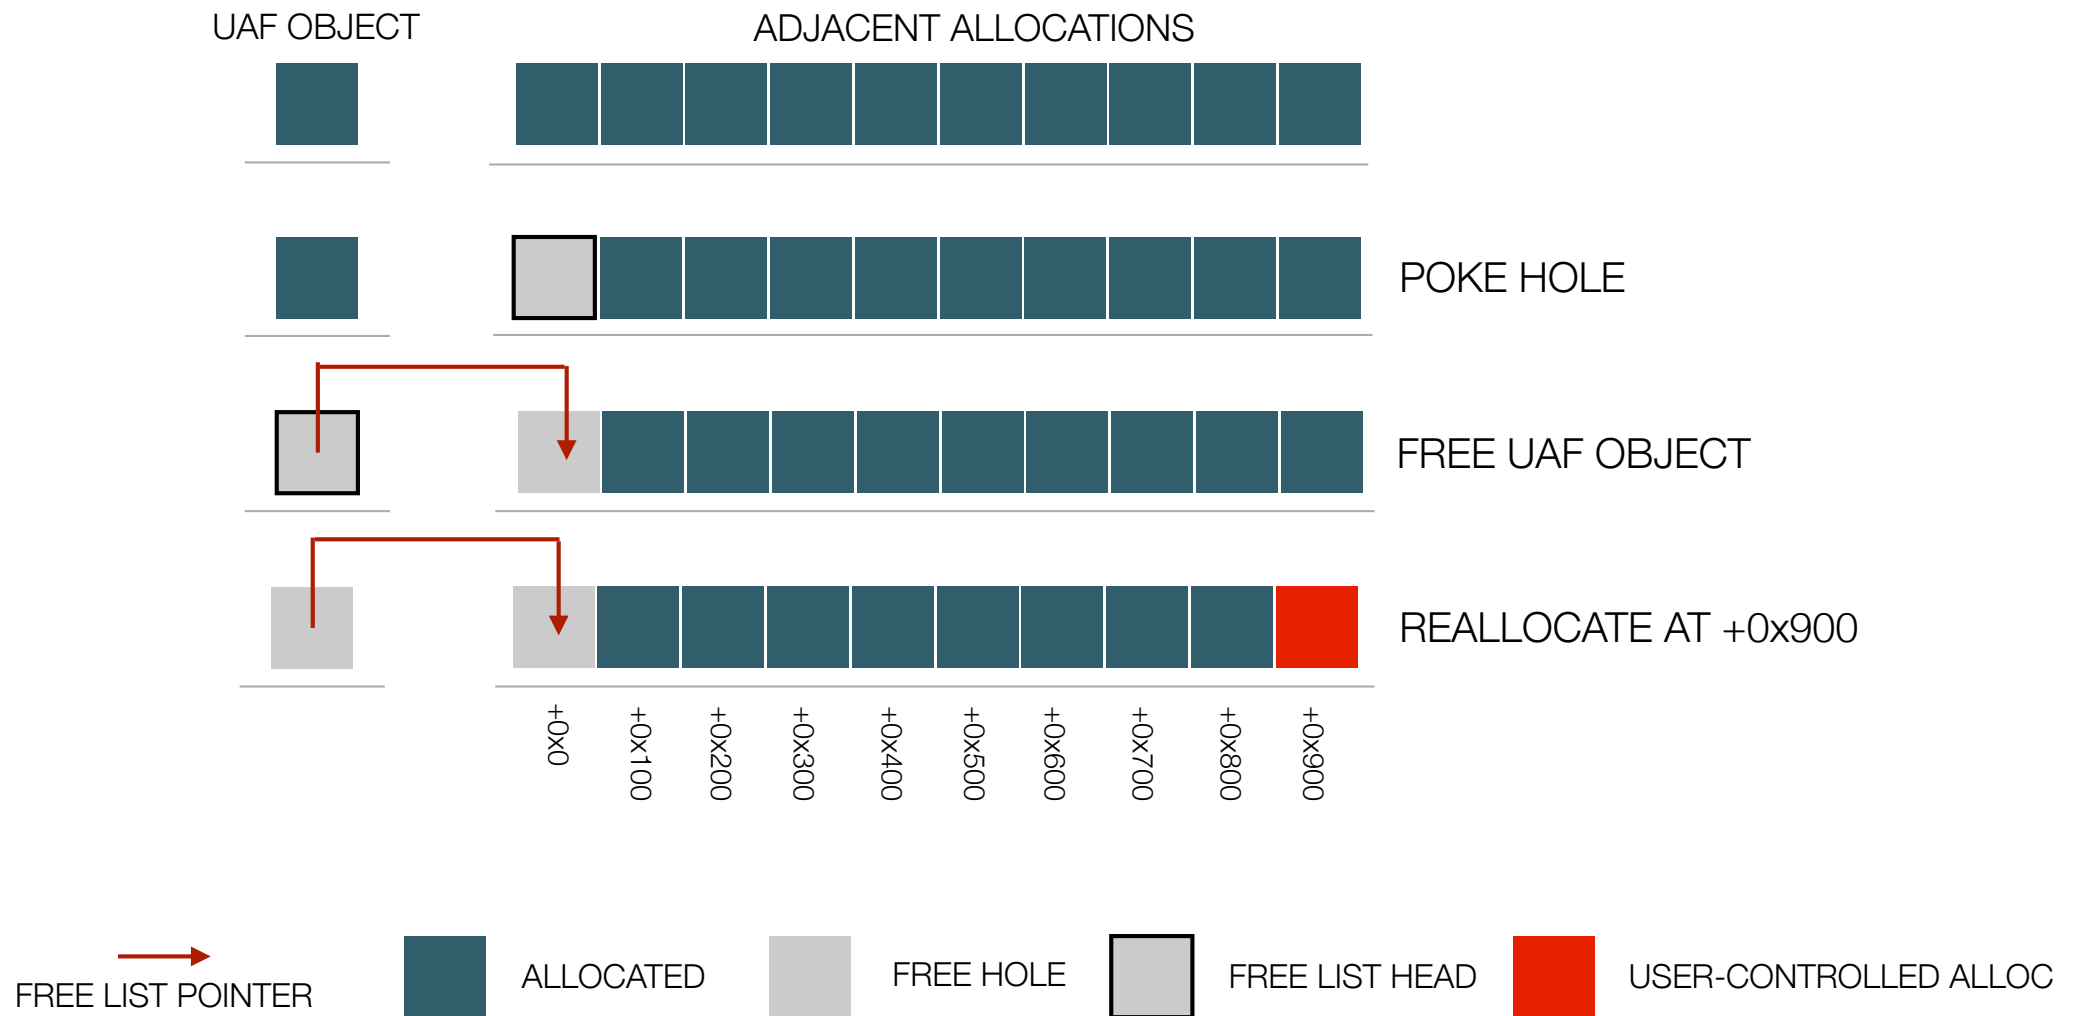 UAF OBJECT
ADJACENT ALLOCATIONS
POKE HOLE
FREE UAF OBJECT
REALLOCATE AT +0x900
+0x0
+0x100
+0x200
+0x300
+0x400
+0x500
+0x600
+0x700
+0x800
+0x900
FREE LIST POINTER
ALLOCATED
FREE HOLE
FREE LIST HEAD
USER-CONTROLLED ALLOC